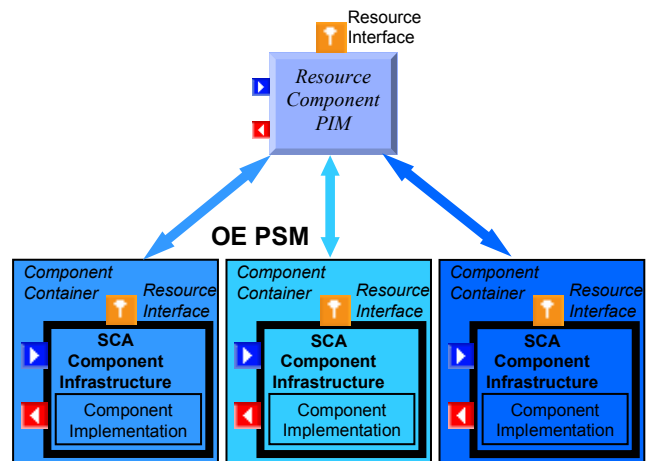 Resource
Interface
Resource
Component
PIM
OE PSM
Component
Container
Resource
Interface
SCA
Component
Infrastructure
Component
Implementation
Component
Container
Resource
Interface
SCA
Component
Infrastructure
Component
Implementation
Component
Container
Resource
Interface
SCA
Component
Infrastructure
Component
Implementation